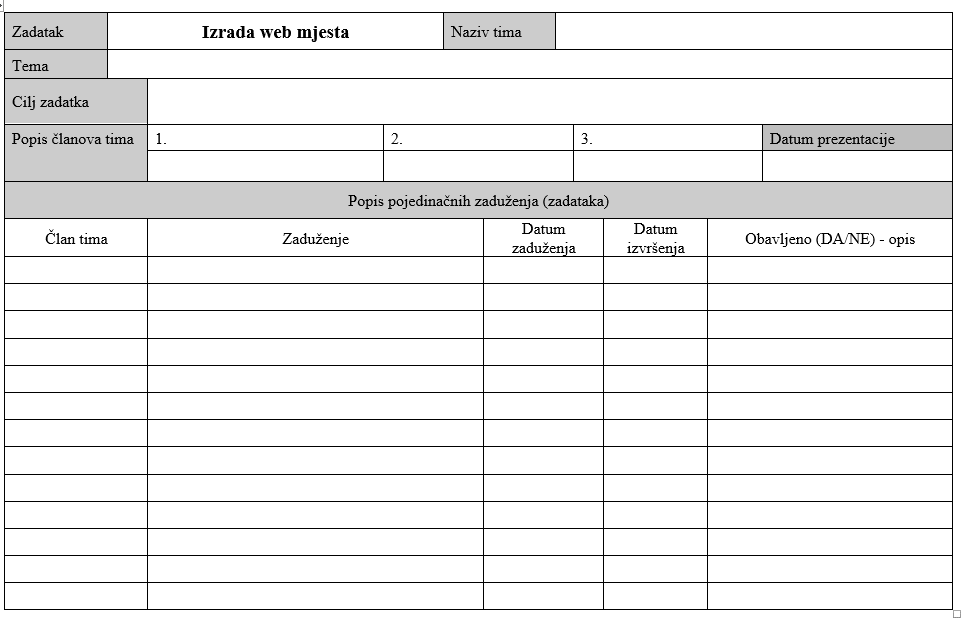 Zadatak Izrada web mjesta Naziv tima
Tema
Cilj zadatka
Popis članova tima 1. 2. 3. Datum prezentacije
Popis pojedinačnih zaduženja (zadataka)
Član tima Zaduženje Datum zaduženja Datum izvršenja Obavljeno (DA/NE) - opis